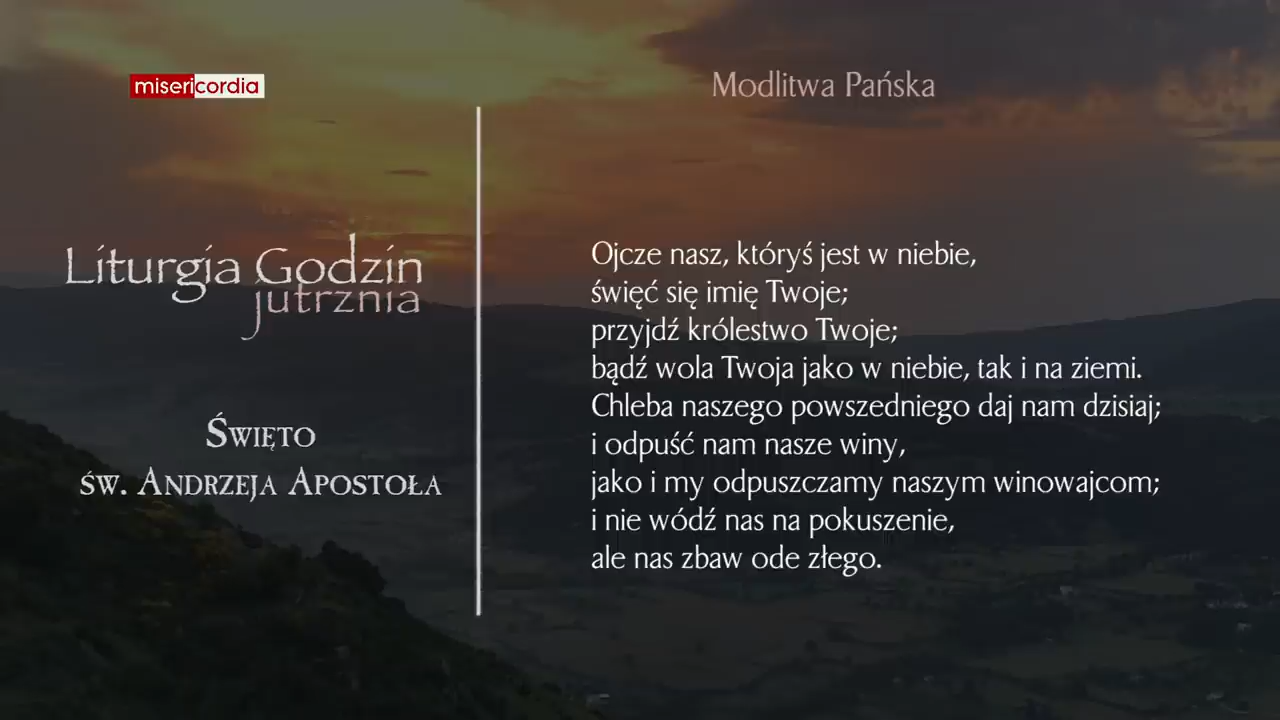 misericordia
Liturgia Godzin
jutrznia
Święto
św. Andrzeja Apostoła
Modlitwa Pańska
Ojcze nasz, któryś jest w niebie,
święć się imię Twoje;
przyjdź królestwo Twoje;
bądź wola Twoja jako w niebie, tak i na ziemi.
Chleba naszego powszedniego daj nam dzisiaj;
i odpuść nam nasze winy,
jako i my odpuszczamy naszym winowajcom;
i nie wódź nas na pokuszenie,
ale nas zbaw ode złego.